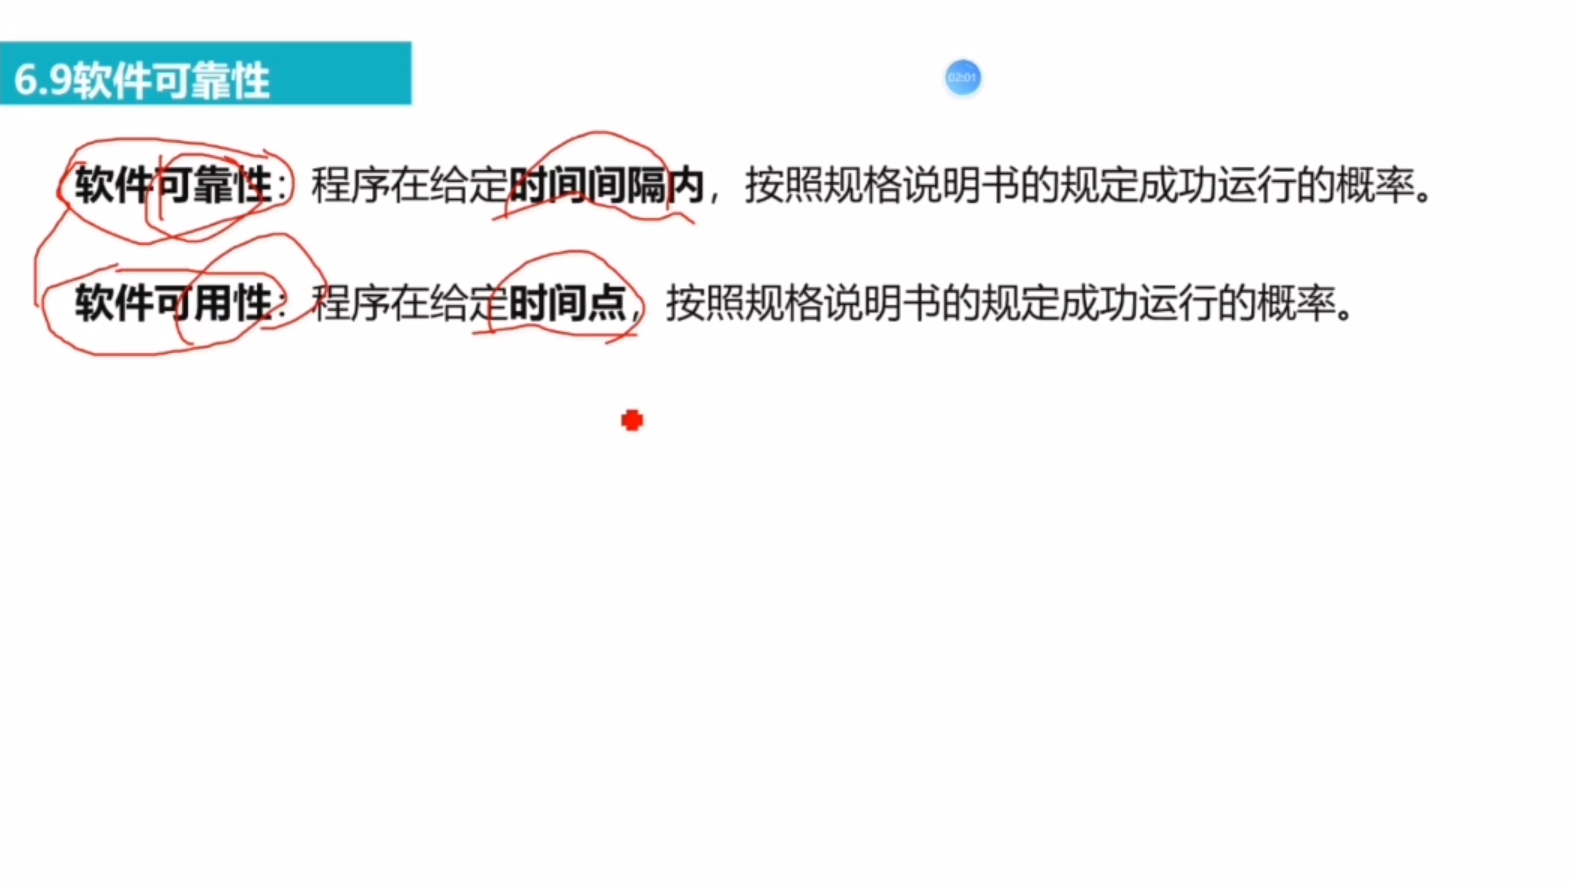 6.9软件可靠性
02:01
软件可靠性：程序在给定时间间隔内，按照规格说明书的规定成功运行的概率。
软件可用性：程序在给定时间点，按照规格说明书的规定成功运行的概率。